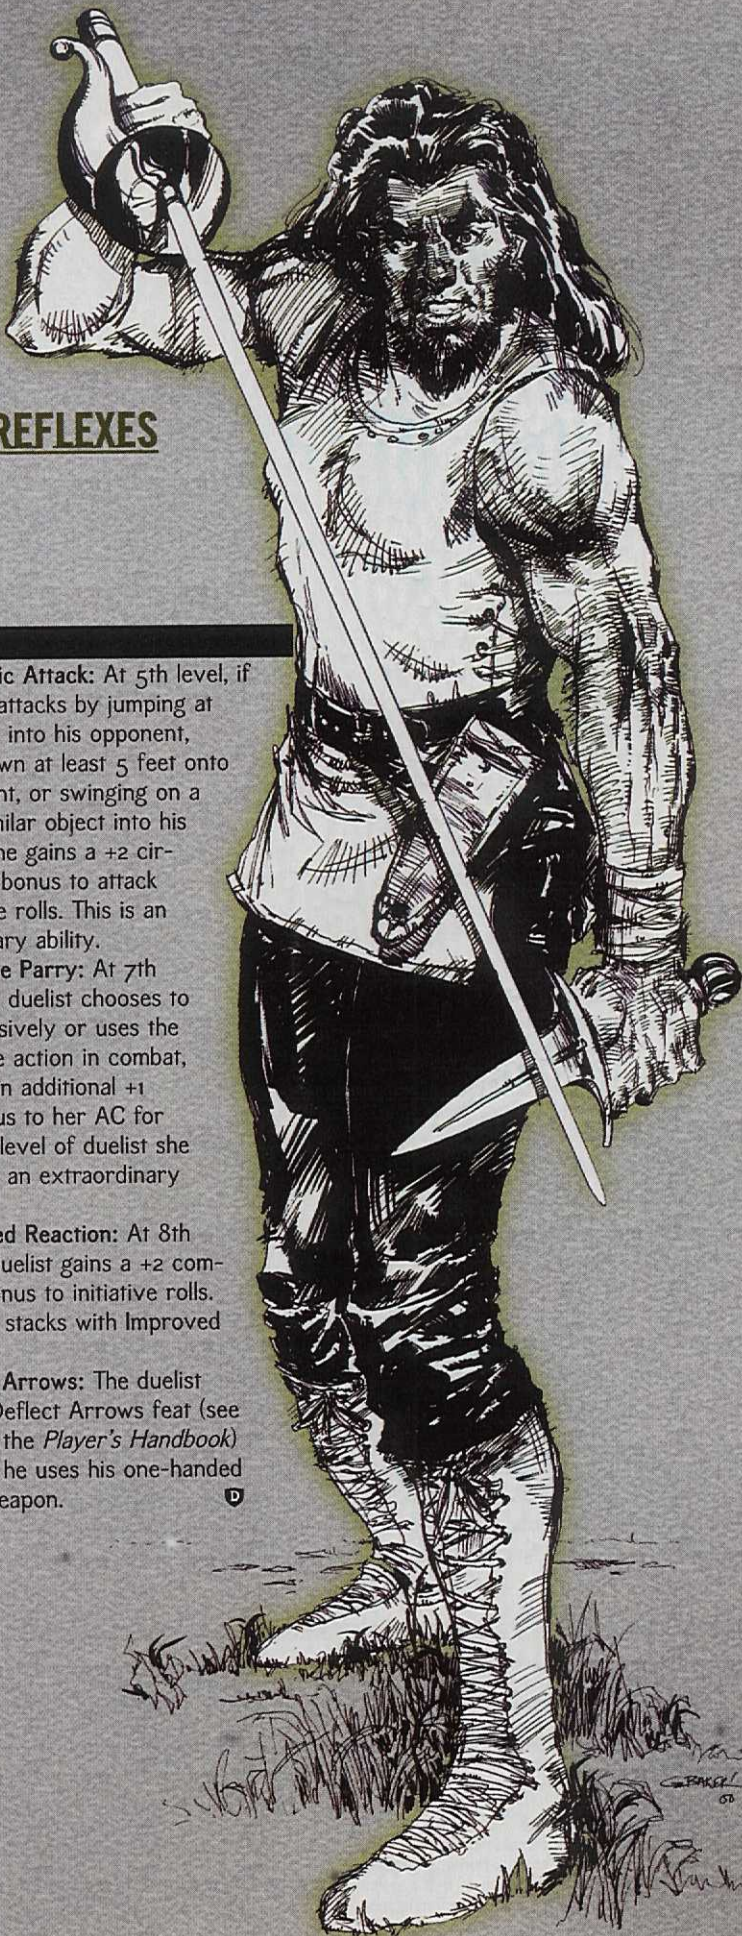 REFLEXES
ic Attack: At 5th level, if
attacks by jumping at
into his opponent,
wn at least 5 feet onto
nt, or swinging on a
milar object into his
he gains a +2 cir-
bonus to attack
e rolls. This is an
ary ability.
e Parry: At 7th
duelist chooses to
sively or uses the
e action in combat,
n additional +1
us to her AC for
level of duelist she
an extraordinary
ed Reaction: At 8th
uelist gains a +2 com-
nus to initiative rolls.
stacks with Improved
Arrows: The duelist
Deflect Arrows feat (see
the Player's Handbook)
he uses his one-handed
eapon.
D
BAKER
00